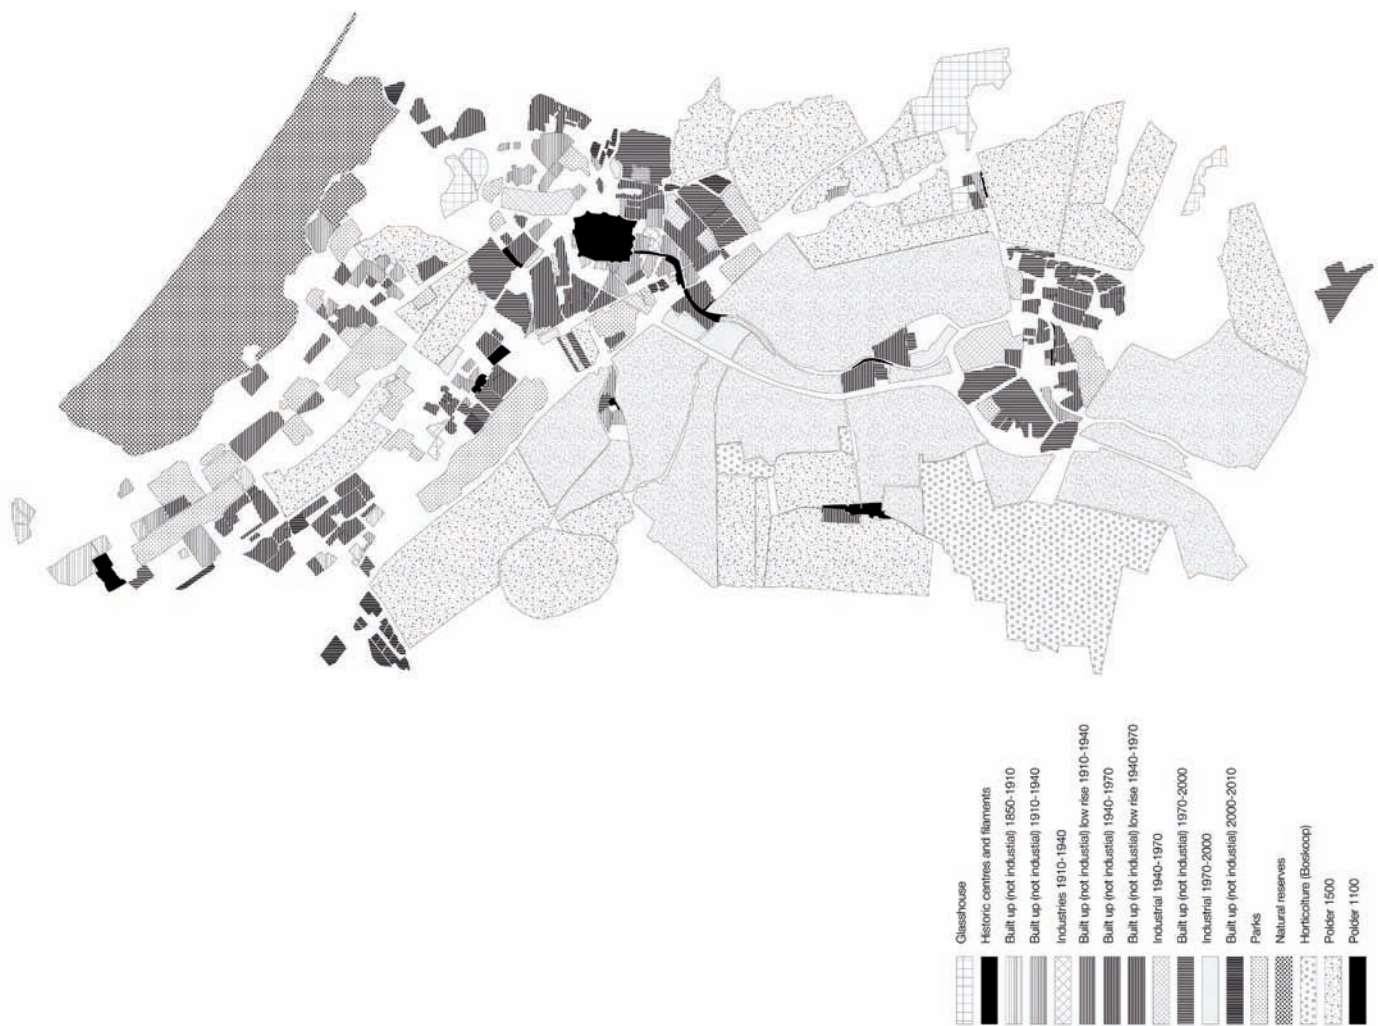 Glasshouse
Historic centres and filaments
Built up (not industial) 1850-1910
Built up (not industial) 1910-1940
Industries 1910-1940
Built up (not industial) low rise 1910-1940
Built up (not industial) 1940-1970
Built up (not industial) low rise 1940-1970
Industrial 1940-1970
Built up (not industial) 1970-2000
Industrial 1970-2000
Built up (not industial) 2000-2010
Parks
Natural reserves
Horticolture (Boskoop)
Polder 1500
Polder 1100